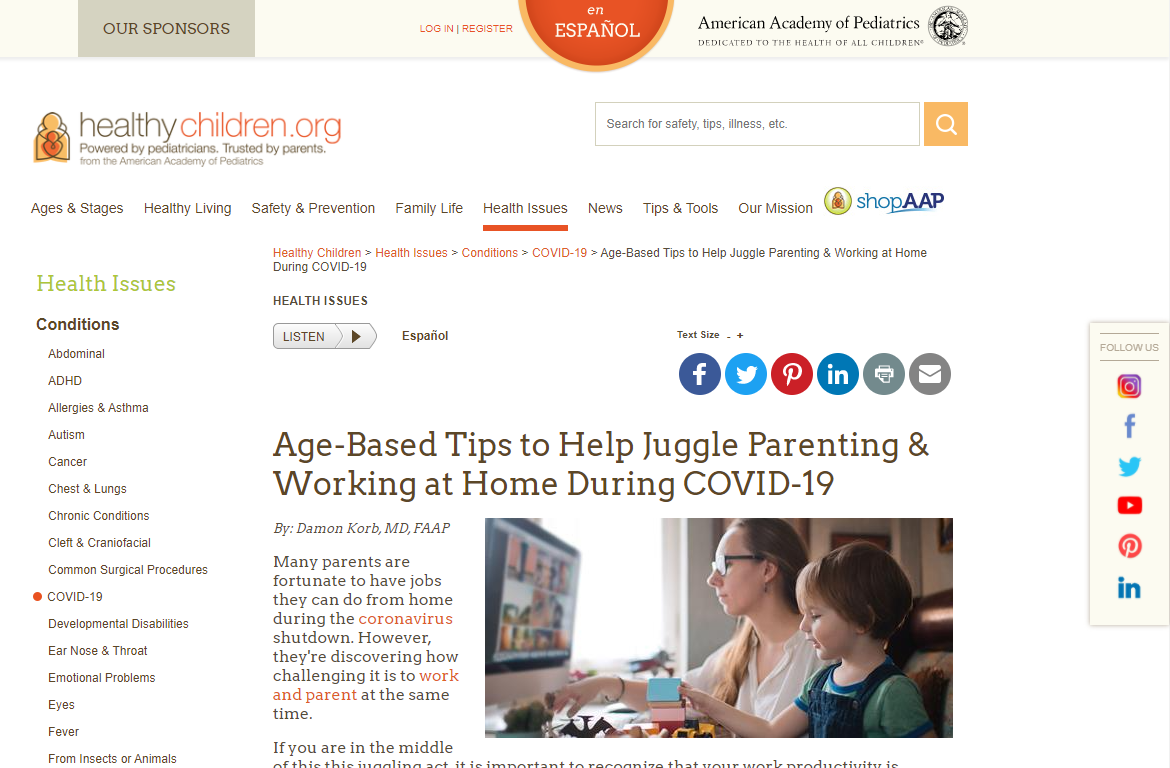 OUR SPONSORS
LOG IN | REGISTER
en
ESPAÑOL
American Academy of Pediatrics
DEDICATED TO THE HEALTH OF ALL CHILDREN®
healthychildren.org
Powered by pediatricians. Trusted by parents.
from the American Academy of Pediatrics
Search for safety, tips, illness, etc.
Ages & Stages Healthy Living Safety & Prevention Family Life Health Issues News Tips & Tools Our Mission shopAAP
Healthy Children > Health Issues > Conditions > COVID-19 > Age-Based Tips to Help Juggle Parenting & Working at Home
During COVID-19
Health Issues
Conditions
Abdominal
ADHD
Allergies & Asthma
Autism
Cancer
Chest & Lungs
Chronic Conditions
Cleft & Craniofacial
Common Surgical Procedures
COVID-19
Developmental Disabilities
Ear Nose & Throat
Emotional Problems
Eyes
Fever
From Insects or Animals
HEALTH ISSUES
LISTEN
Español
Text Size - +
Age-Based Tips to Help Juggle Parenting &
Working at Home During COVID-19
By: Damon Korb, MD, FAAP
Many parents are
fortunate to have jobs
they can do from home
during the coronavirus
shutdown. However,
they're discovering how
challenging it is to work
and parent at the same
time.
If you are in the middle
of this this juggling act, it is important to recognize that your work productivity is
FOLLOW US